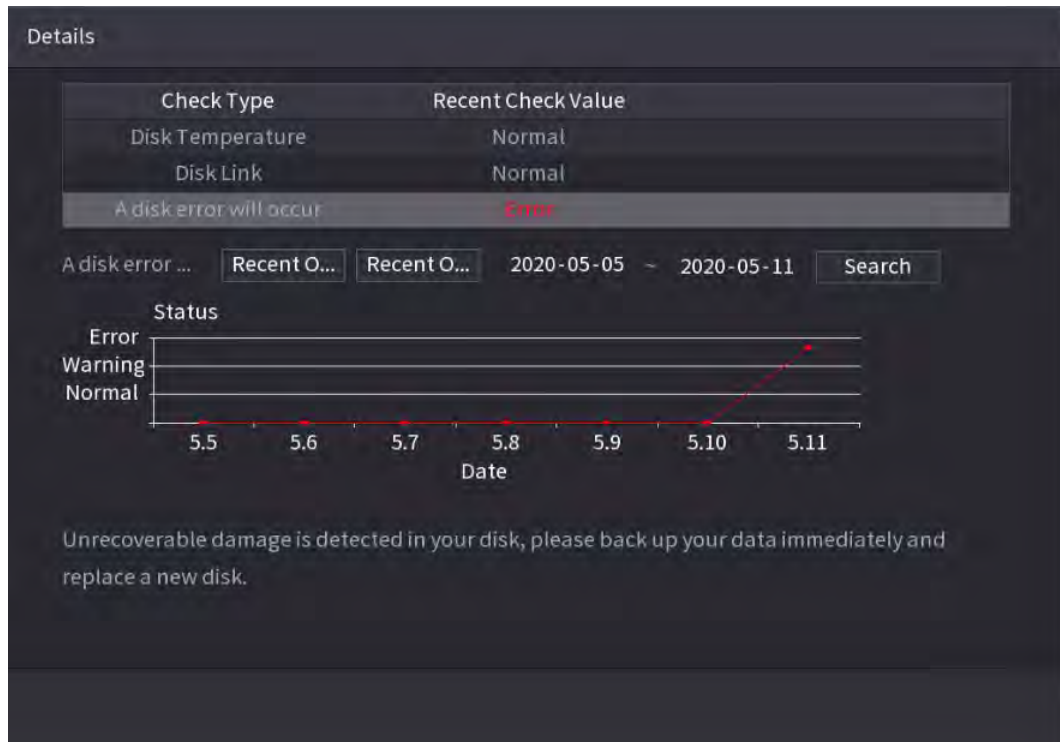 Details
Check Type Recent Check Value
Disk Temperature Normal
Disk Link Normal
A disk error will occur Error
A disk error ... Recent O... Recent O... 2020-05-05 ~ 2020-05-11 Search
Status
Error
Warning
Normal
5.5 5.6 5.7 5.8 5.9 5.10 5.11
Date
Unrecoverable damage is detected in your disk, please back up your data immediately and
replace a new disk.